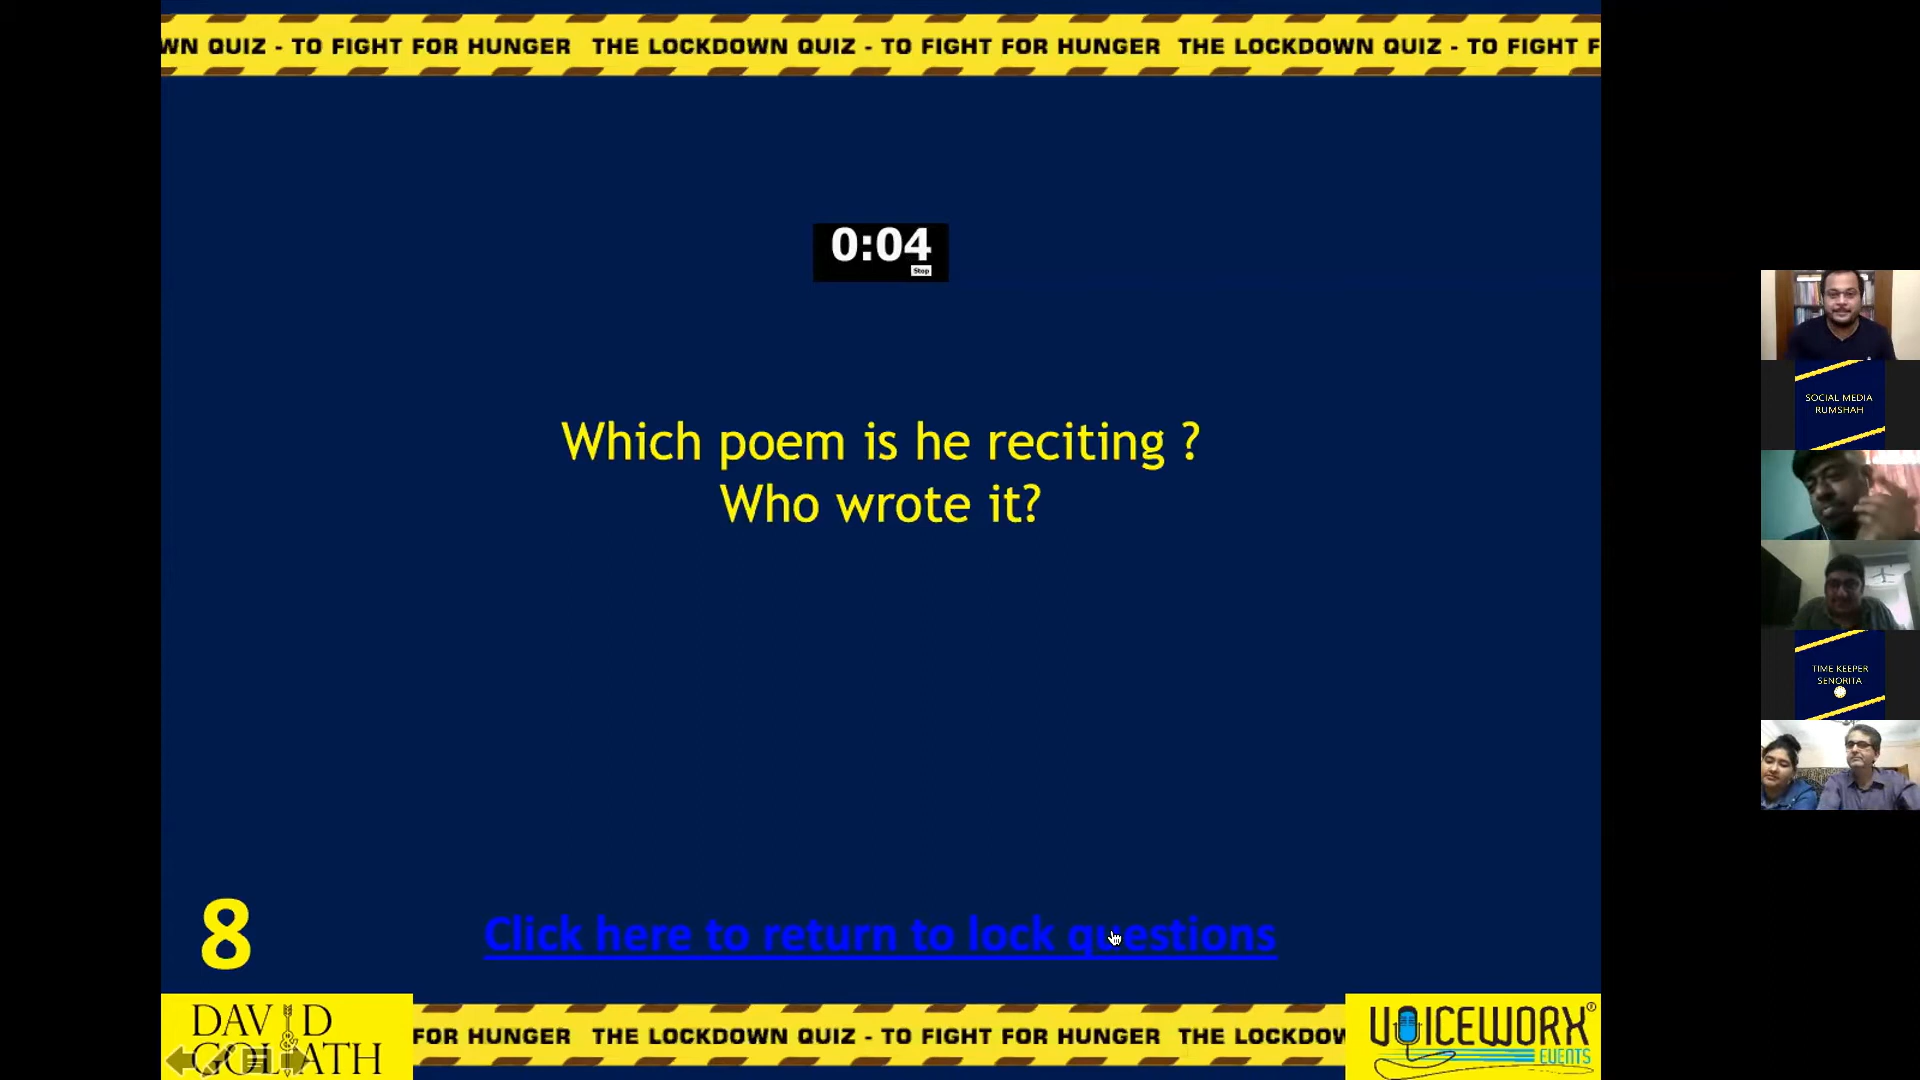 WN QUIZ - TO FIGHT FOR HUNGER THE LOCKDOWN QUIZ - TO FIGHT FOR HUNGER THE LOCKDOWN QUIZ - TO FIGHT F
0:04
Stop
Which poem is he reciting ?
Who wrote it?
SOCIAL MEDIA
RUMSHAH
TIME KEEPER
SENORITA
8
Click here to return to lock questions
DAVID
&
GOLIATH
FOR HUNGER THE LOCKDOWN QUIZ - TO FIGHT FOR HUNGER THE LOCKDOW
VOICEWORX®
EVENTS